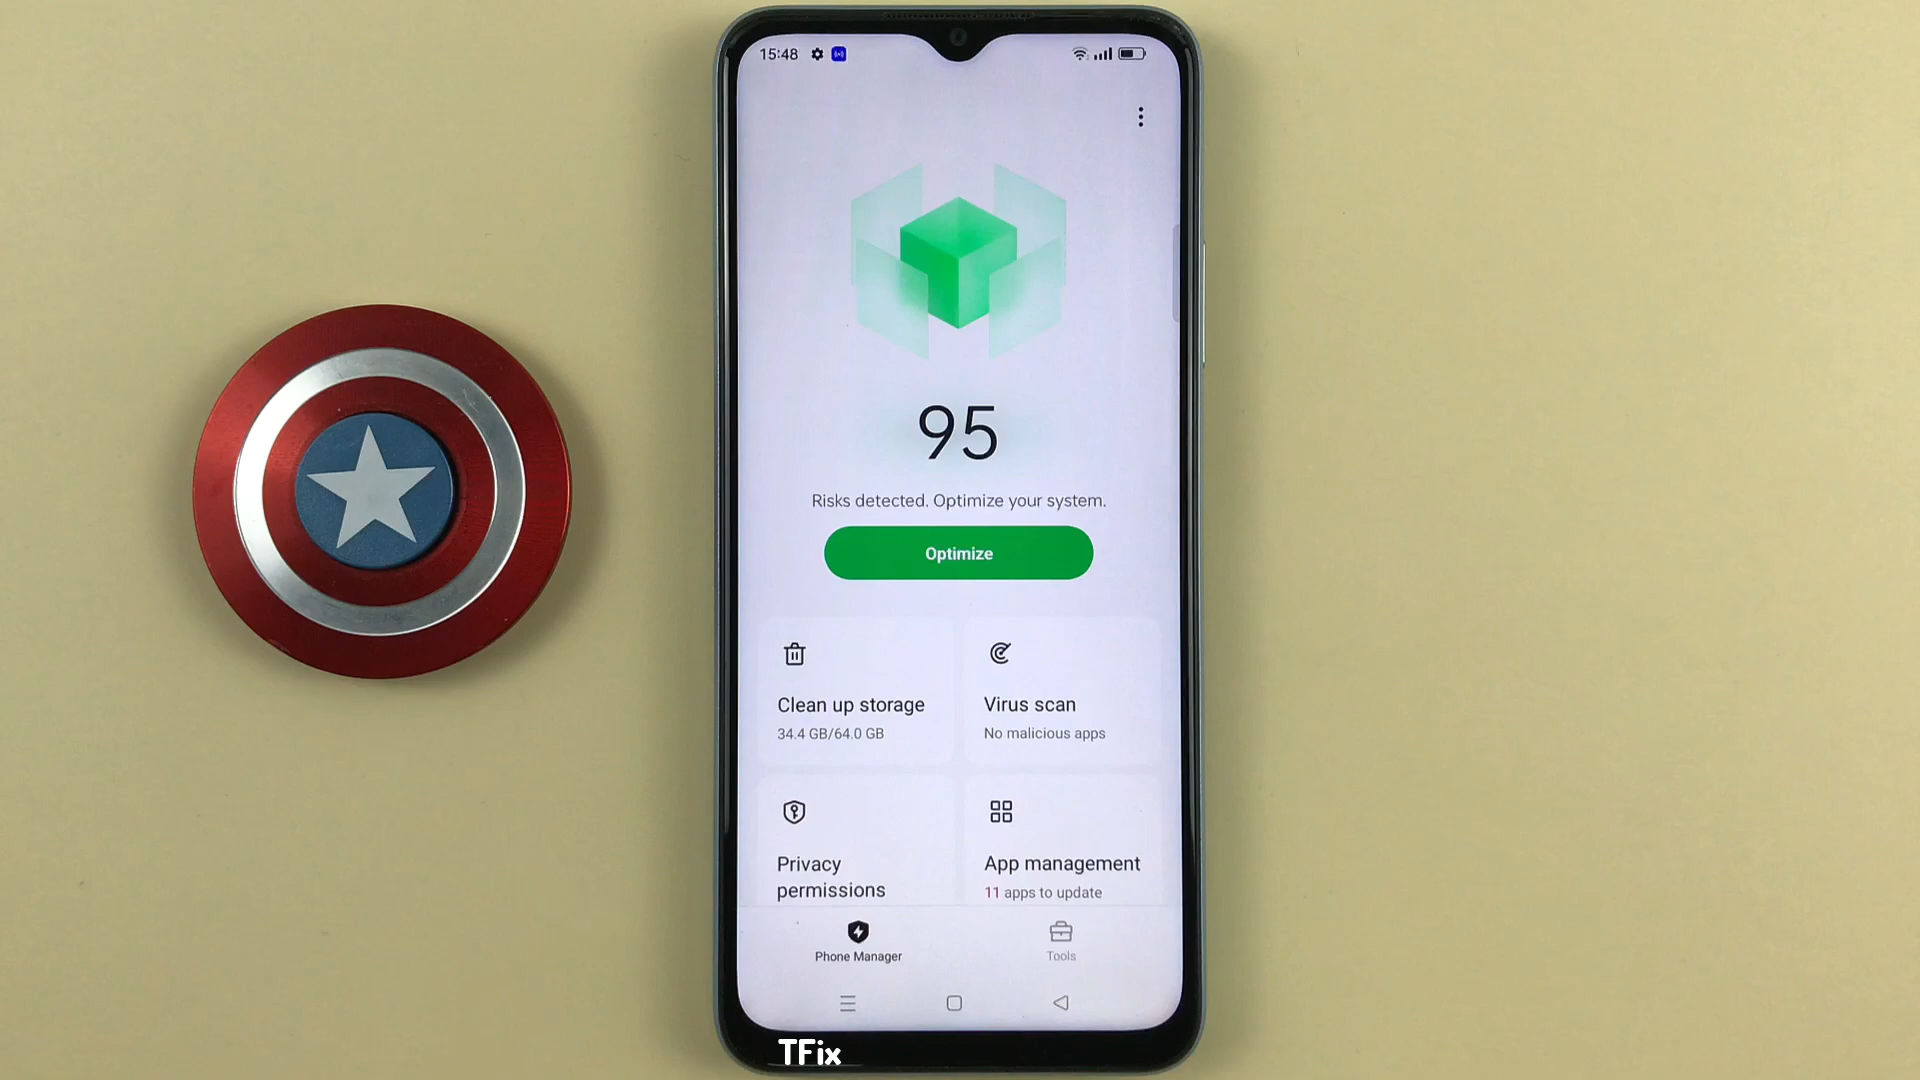 15:48
95
Risks detected. Optimize your system.
Optimize
Clean up storage
34.4 GB/64.0 GB
Virus scan
No malicious apps
Privacy
permissions
App management
11 apps to update
Phone Manager
Tools
TFix